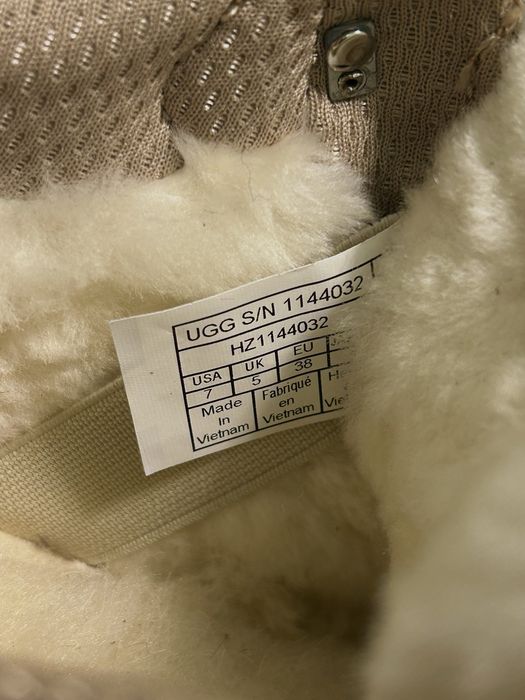 UGG S/N 1144032
HZ1144032
USA UK EU
7 5 38
Made Fabriqué
In en
Vietnam Vietnam